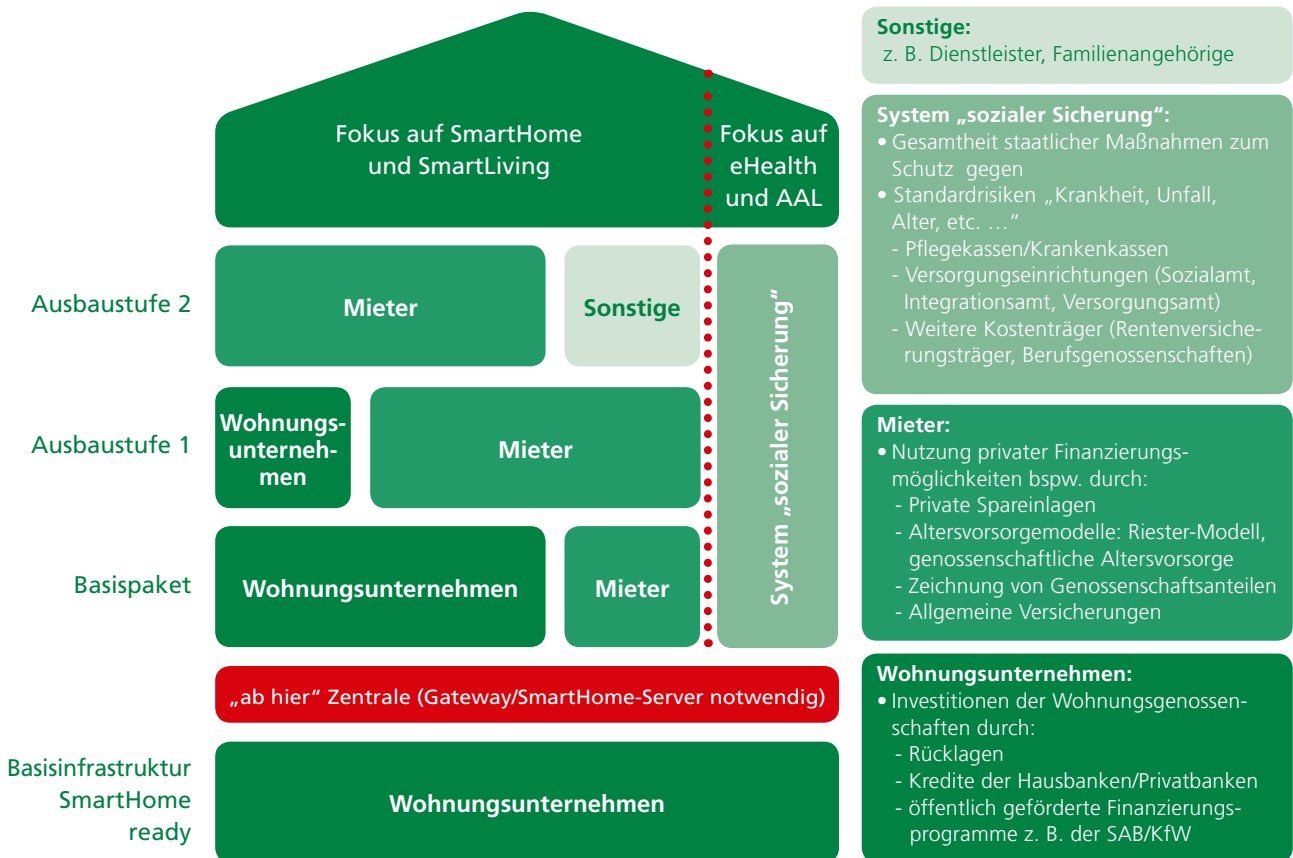 Fokus auf SmartHome
und SmartLiving
Fokus auf
eHealth
und AAL
Ausbaustufe 2
Mieter
Sonstige
System „sozialer Sicherung“
Ausbaustufe 1
Wohnungs-
unterneh-
men
Mieter
Basispaket
Wohnungsunternehmen
Mieter
„ab hier“ Zentrale (Gateway/SmartHome-Server notwendig)
Basisinfrastruktur
SmartHome
ready
Wohnungsunternehmen
Sonstige:
z. B. Dienstleister, Familienangehörige
System „sozialer Sicherung“:
• Gesamtheit staatlicher Maßnahmen zum
Schutz gegen
• Standardrisiken „Krankheit, Unfall,
Alter, etc. …“
- Pflegekassen/Krankenkassen
- Versorgungseinrichtungen (Sozialamt,
Integrationsamt, Versorgungsamt)
- Weitere Kostenträger (Rentenversiche-
rungsträger, Berufsgenossenschaften)
Mieter:
• Nutzung privater Finanzierungs-
möglichkeiten bspw. durch:
- Private Spareinlagen
- Altersvorsorgemodelle: Riester-Modell,
genossenschaftliche Altersvorsorge
- Zeichnung von Genossenschaftsanteilen
- Allgemeine Versicherungen
Wohnungsunternehmen:
• Investitionen der Wohnungsgenossen-
schaften durch:
- Rücklagen
- Kredite der Hausbanken/Privatbanken
- öffentlich geförderte Finanzierungs-
programme z. B. der SAB/KfW